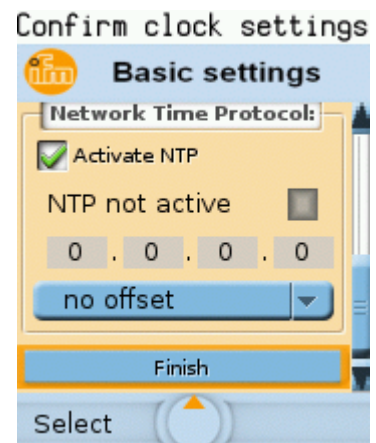 Confirm clock settings
ifm Basic settings
Network Time Protocol:
Activate NTP
NTP not active
0 . 0 . 0 . 0
no offset
Finish
Select